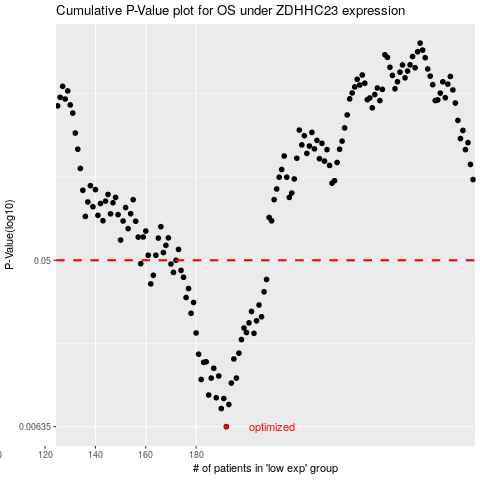 Cumulative P-Value plot for OS under ZDHHC23 expression
P-Value(log10)
0.05
0.00635
optimized
0 120 140 160 180
# of patients in 'low exp' group